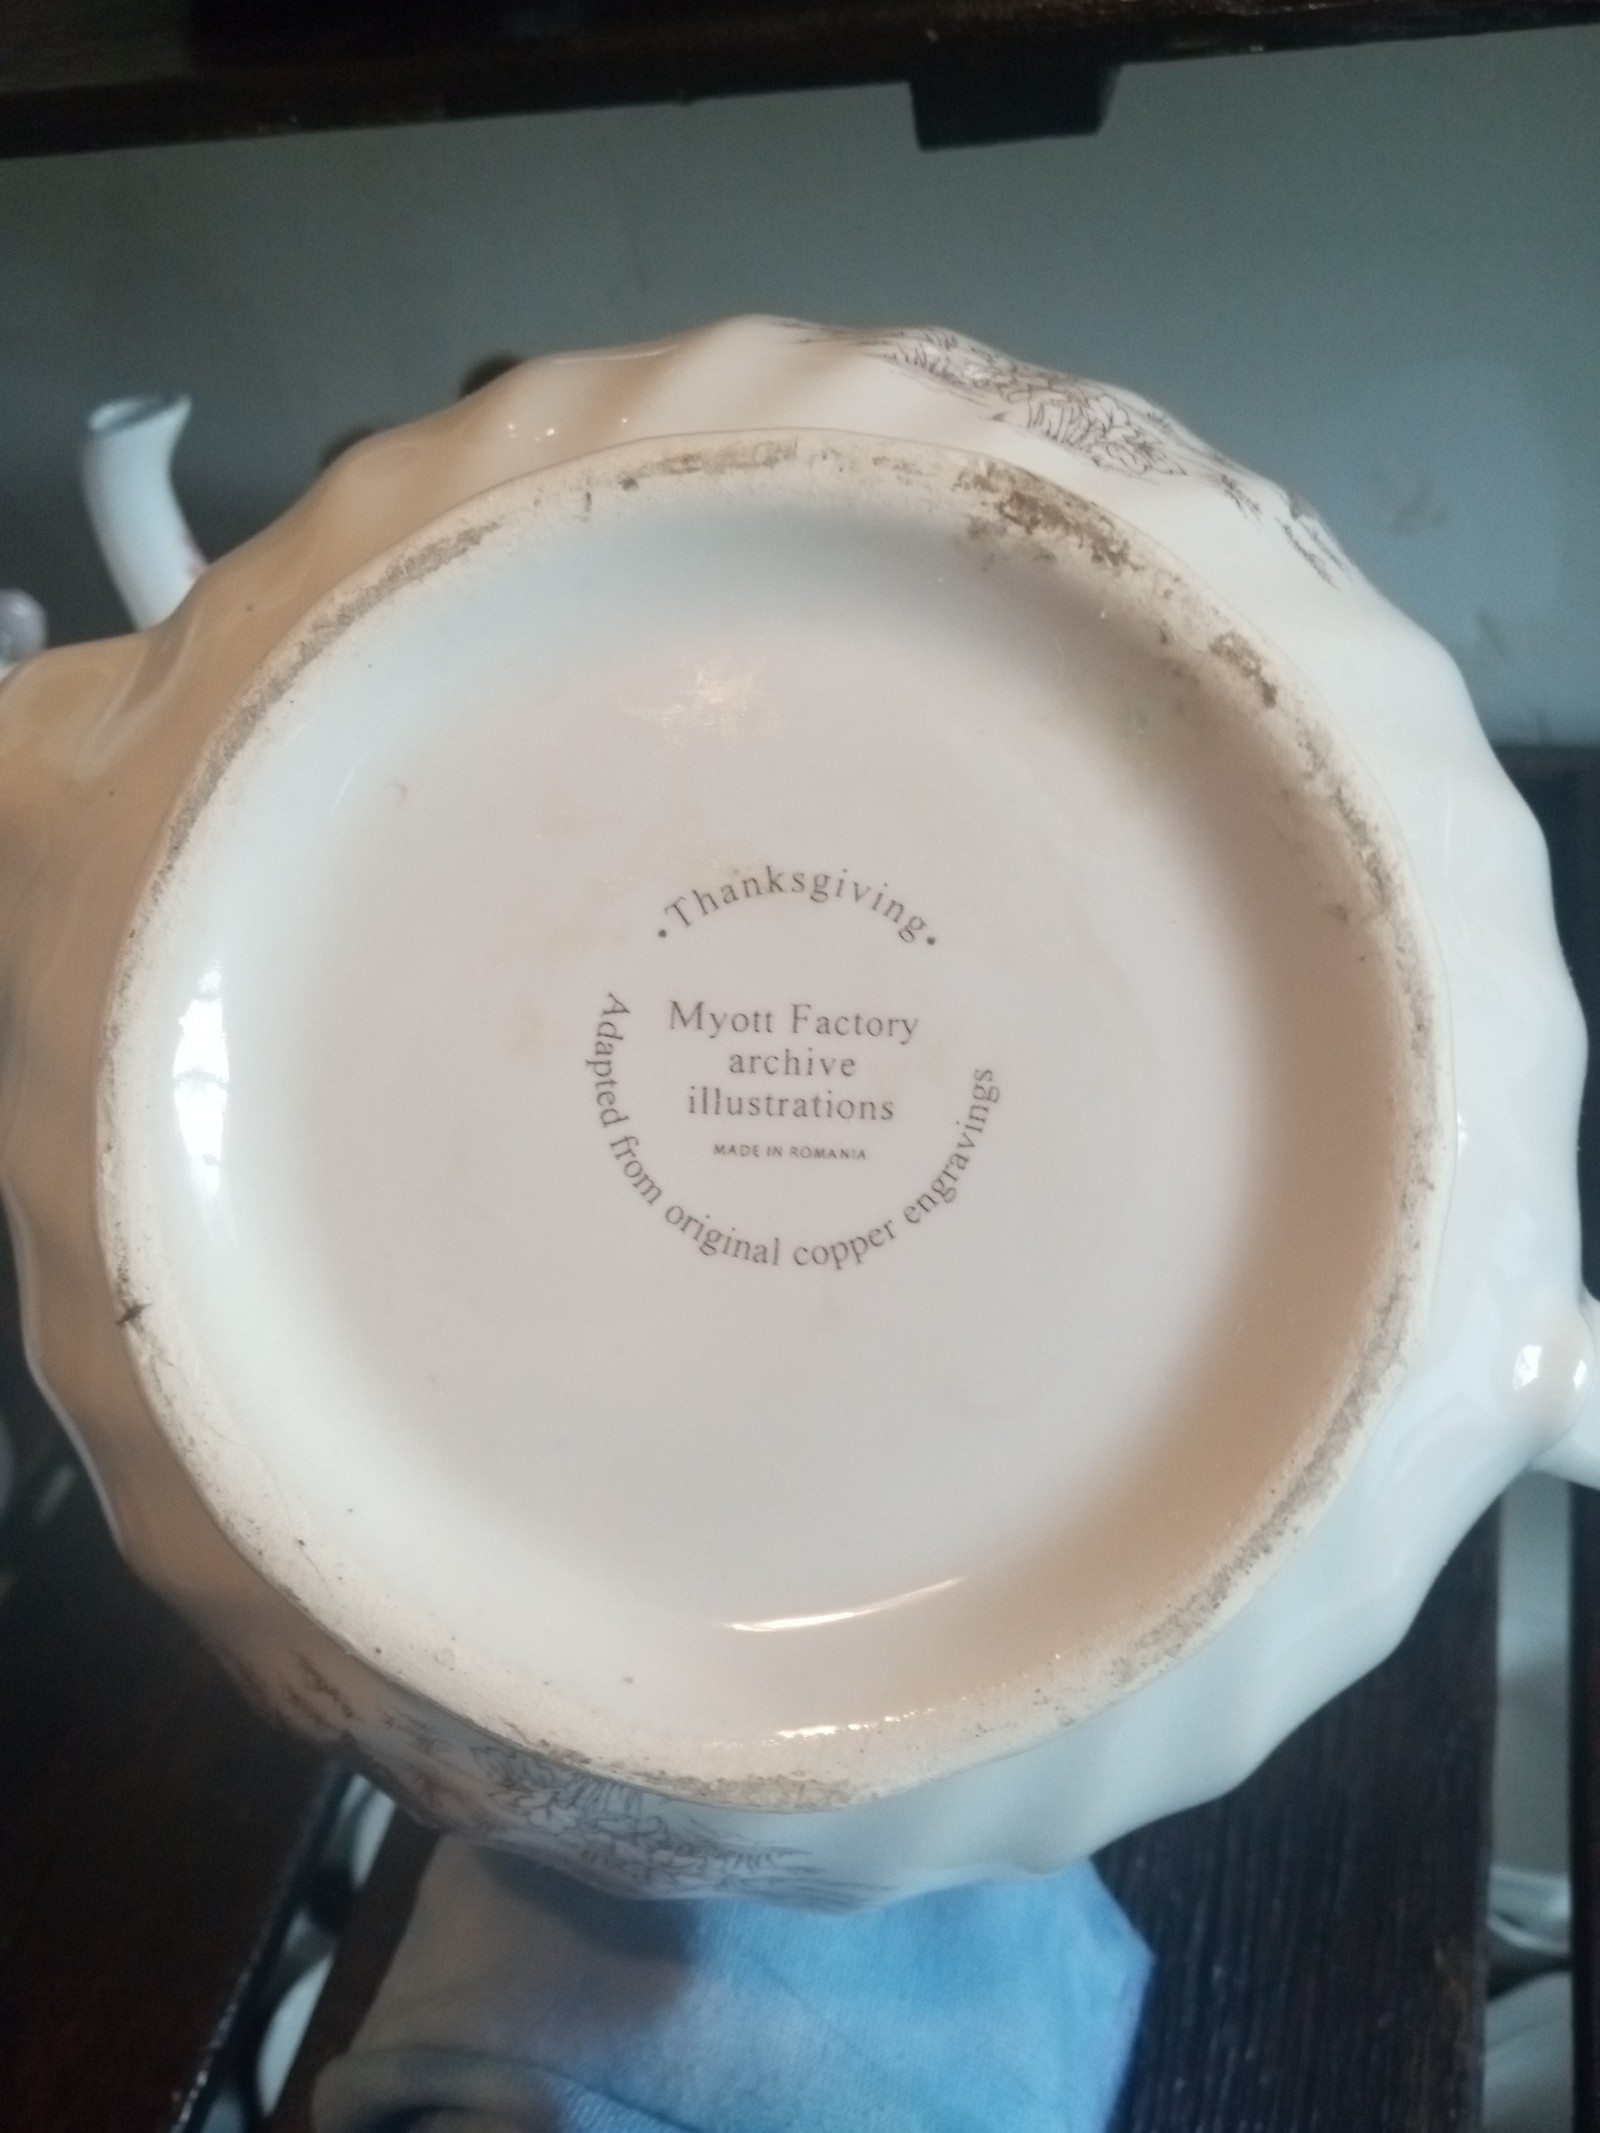 • Thanksgiving •
Myott Factory
archive
illustrations
MADE IN ROMANIA
Adapted from original copper engravings